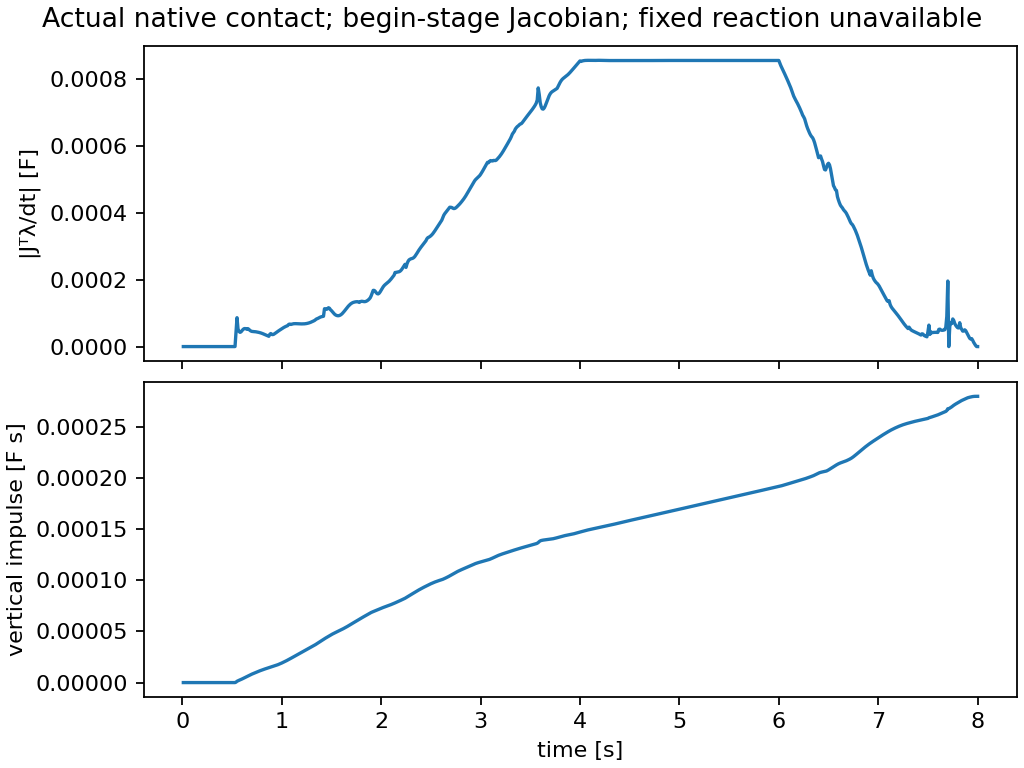 Actual native contact; begin-stage Jacobian; fixed reaction unavailable
|Jᵀλ/dt| [F]
0.0008
0.0006
0.0004
0.0002
0.0000
vertical impulse [F s]
0.00025
0.00020
0.00015
0.00010
0.00005
0.00000
0 1 2 3 4 5 6 7 8
time [s]